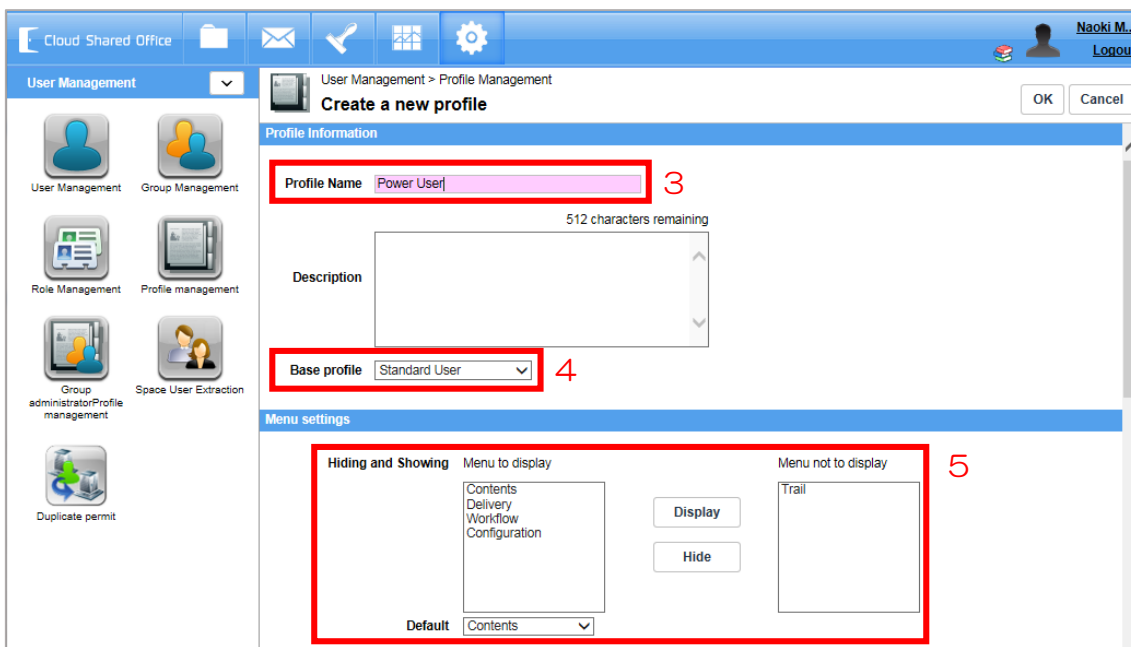 Cloud Shared Office
Naoki M..
Logou
User Management
User Management > Profile Management
Create a new profile
OK
Cancel
Profile Information
User Management
Group Management
Profile Name
Power User
3
512 characters remaining
Description
Role Management
Profile management
Base profile
Standard User
4
Group
administratorProfile
management
Space User Extraction
Menu settings
Hiding and Showing
Menu to display
Menu not to display
5
Contents
Delivery
Workflow
Configuration
Trail
Display
Hide
Duplicate permit
Default
Contents